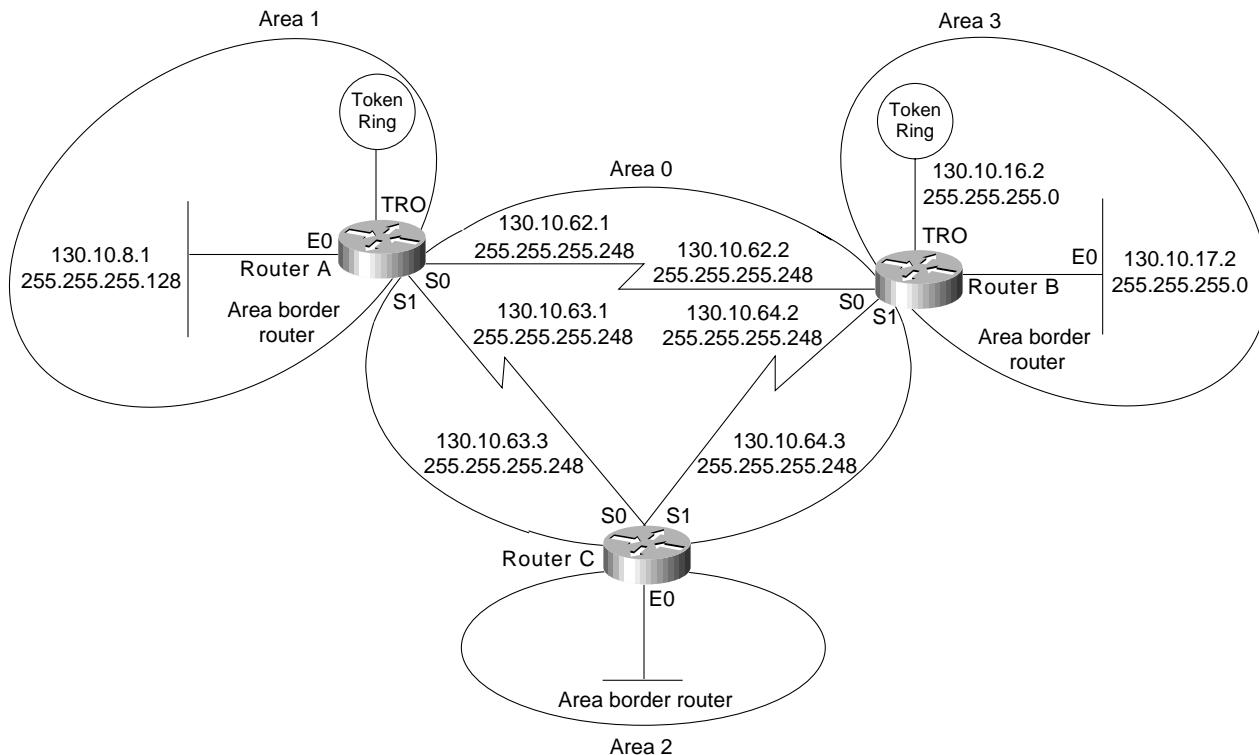 Area 1
Area 3
Token
Ring
Token
Ring
Area 0
130.10.16.2
255.255.255.0
TRO
130.10.62.1
255.255.255.248
TRO
130.10.8.1
255.255.255.128
E0
Router A
S0
S1
130.10.62.2
255.255.255.248
E0
130.10.17.2
255.255.255.0
Router B
S0
S1
Area border
router
130.10.63.1
255.255.255.248
130.10.64.2
255.255.255.248
Area border
router
130.10.63.3
255.255.255.248
130.10.64.3
255.255.255.248
S0
S1
Router C
E0
Area border router
Area 2